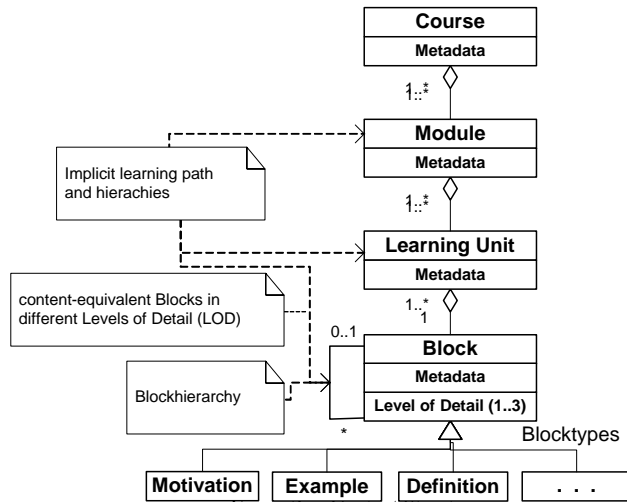 Course
Metadata
1..*
1..*
Module
Metadata
Implicit learning path
and hierachies
1..*
1..*
Learning Unit
Metadata
content-equivalent Blocks in
different Levels of Detail (LOD)
1..*
1
0..1
Block
Metadata
Level of Detail (1..3)
Blockhierarchy
*
Blocktypes
Motivation
Example
Definition
. . .